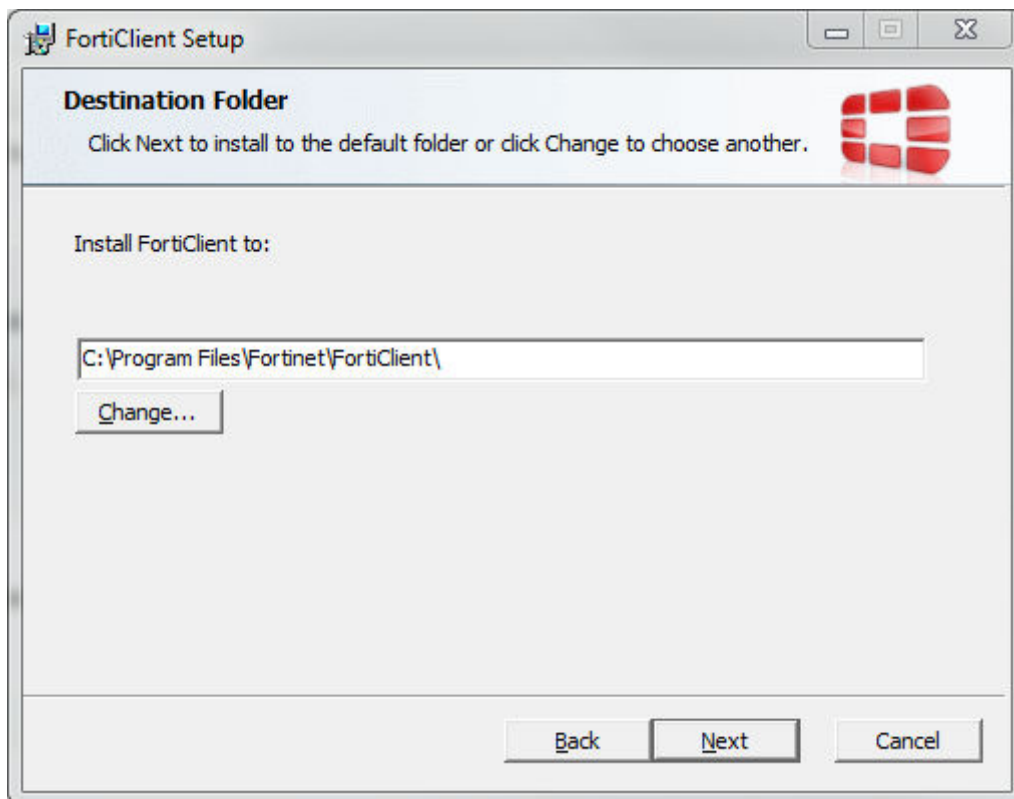 FortiClient Setup
Destination Folder
Click Next to install to the default folder or click Change to choose another.
Install FortiClient to:
C:\Program Files\Fortinet\FortiClient\
Change...
Back Next Cancel